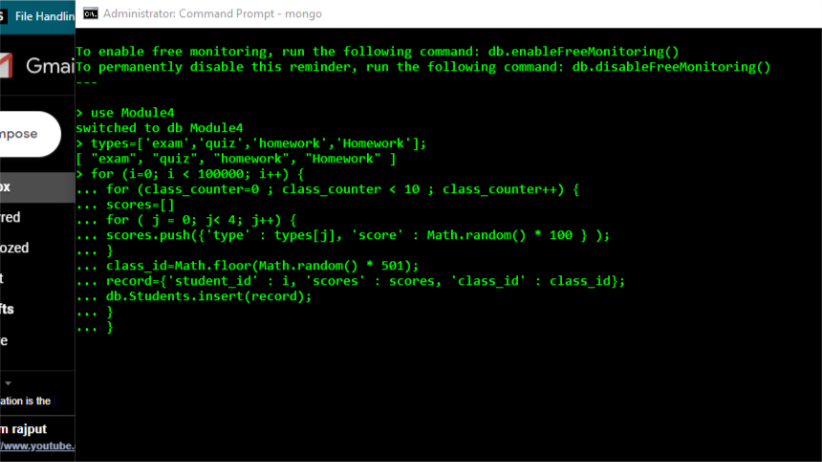 File Handlin
Administrator: Command Prompt - mongo
Gmai
To enable free monitoring, run the following command: db.enableFreeMonitoring()
To permanently disable this reminder, run the following command: db.disableFreeMonitoring()
---
> use Module4
switched to db Module4
mpose
> types=['exam','quiz','homework','Homework'];
[ "exam", "quiz", "homework", "Homework" ]
> for (i=0; i < 100000; i++) {
ox
... for (class_counter=0 ; class_counter < 10 ; class_counter++) {
... scores=[]
red
... for ( j = 0; j< 4; j++) {
... scores.push({'type' : types[j], 'score' : Math.random() * 100 } );
ozed
... }
... class_id=Math.floor(Math.random() * 501);
t
... record={'student_id' : i, 'scores' : scores, 'class_id' : class_id};
... db.Students.insert(record);
fts
... }
... }
e
ation is the
m rajput
//www.youtube.